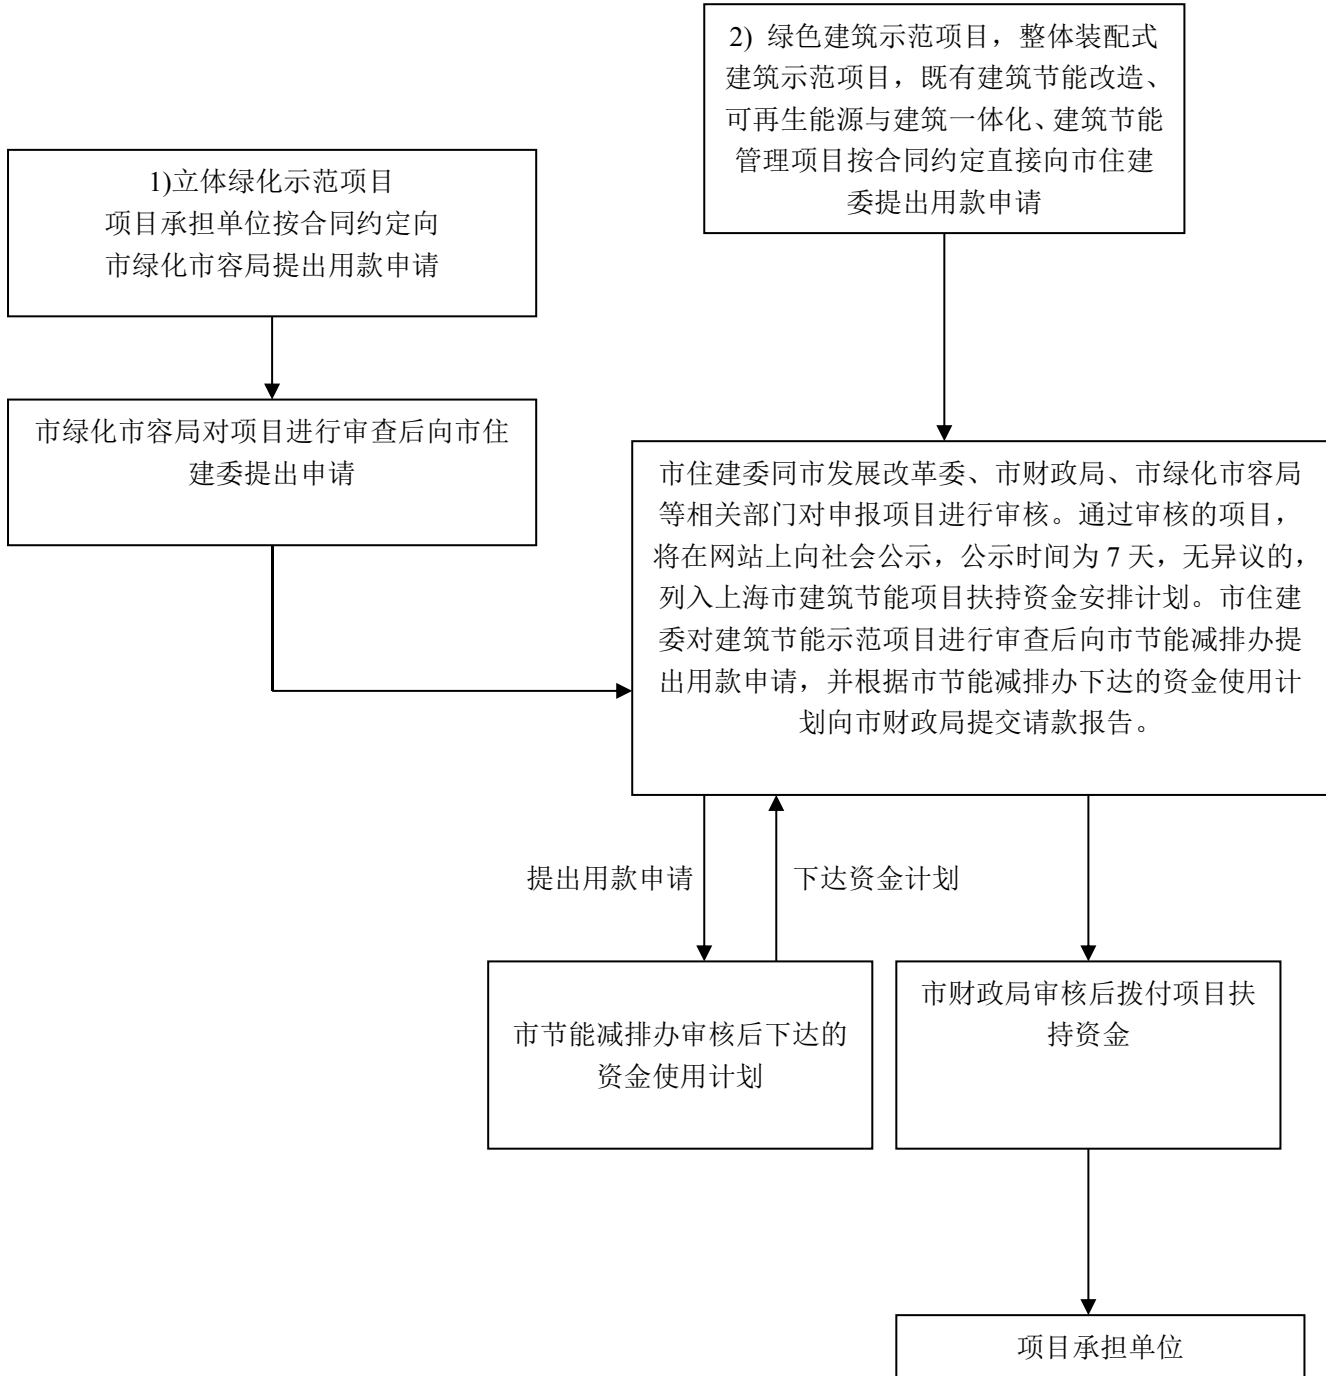 2) 绿色建筑示范项目，整体装配式
建筑示范项目，既有建筑节能改造、
可再生能源与建筑一体化、建筑节能
管理项目按合同约定直接向市住建
委提出用款申请
1)立体绿化示范项目
项目承担单位按合同约定向
市绿化市容局提出用款申请
市绿化市容局对项目进行审查后向市住
建委提出申请
市住建委同市发展改革委、市财政局、市绿化市容局
等相关部门对申报项目进行审核。通过审核的项目，
将在网站上向社会公示，公示时间为 7 天，无异议的，
列入上海市建筑节能项目扶持资金安排计划。市住建
委对建筑节能示范项目进行审查后向市节能减排办提
出用款申请，并根据市节能减排办下达的资金使用计
划向市财政局提交请款报告。
提出用款申请
下达资金计划
市节能减排办审核后下达的
资金使用计划
市财政局审核后拨付项目扶
持资金
项目承担单位